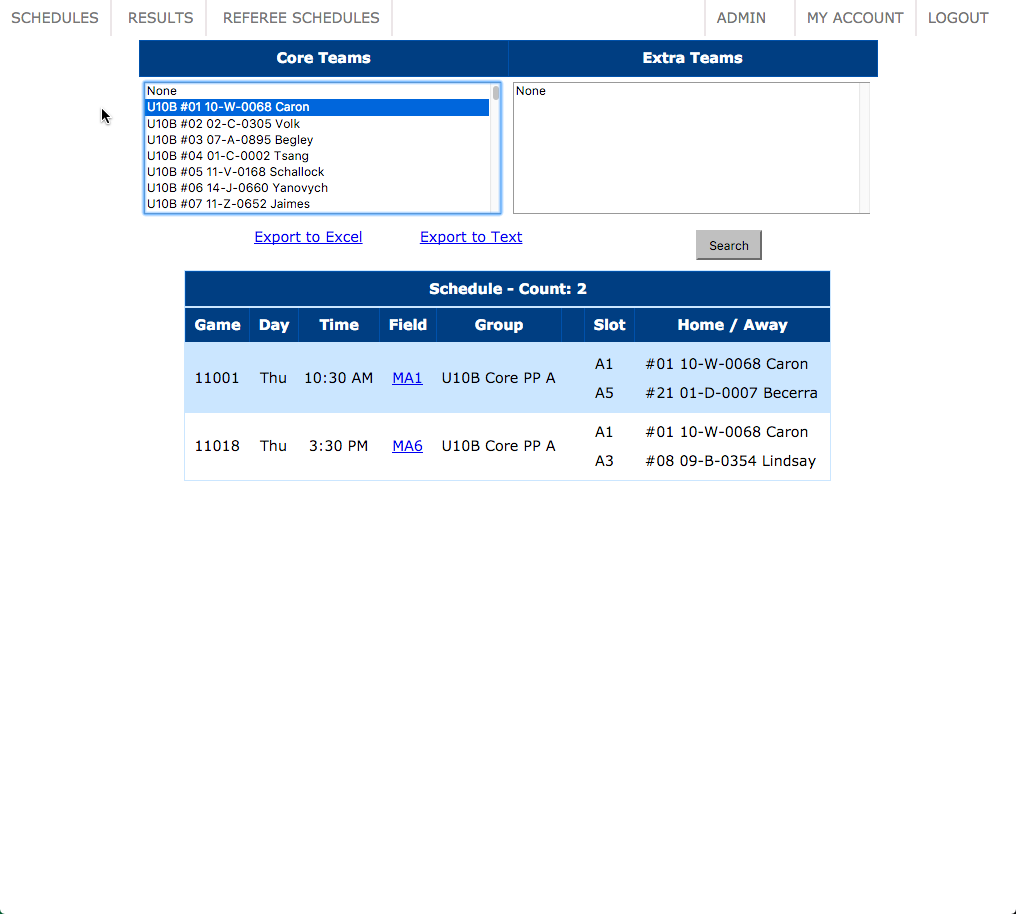 SCHEDULES RESULTS REFEREE SCHEDULES ADMIN MY ACCOUNT LOGOUT
Core Teams Extra Teams
None
U10B #01 10-W-0068 Caron
U10B #02 02-C-0305 Volk
U10B #03 07-A-0895 Begley
U10B #04 01-C-0002 Tsang
U10B #05 11-V-0168 Schallock
U10B #06 14-J-0660 Yanovych
U10B #07 11-Z-0652 Jaimes
None
Export to Excel Export to Text Search
Schedule - Count: 2
Game Day Time Field Group Slot Home / Away
11001 Thu 10:30 AM MA1 U10B Core PP A
A1 #01 10-W-0068 Caron
A5 #21 01-D-0007 Becerra
11018 Thu 3:30 PM MA6 U10B Core PP A
A1 #01 10-W-0068 Caron
A3 #08 09-B-0354 Lindsay